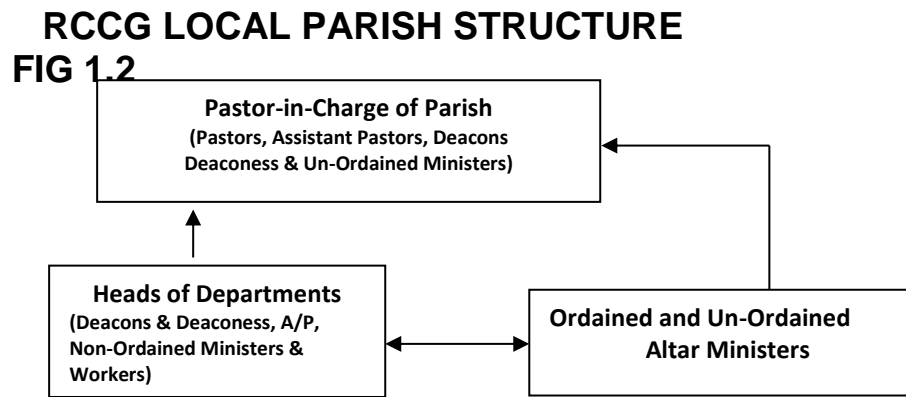 RCCG LOCAL PARISH STRUCTURE
FIG 1.2
Pastor-in-Charge of Parish
(Pastors, Assistant Pastors, Deacons
Deaconess & Un-Ordained Ministers)
Heads of Departments
(Deacons & Deaconess, A/P,
Non-Ordained Ministers &
Workers)
Ordained and Un-Ordained
Altar Ministers